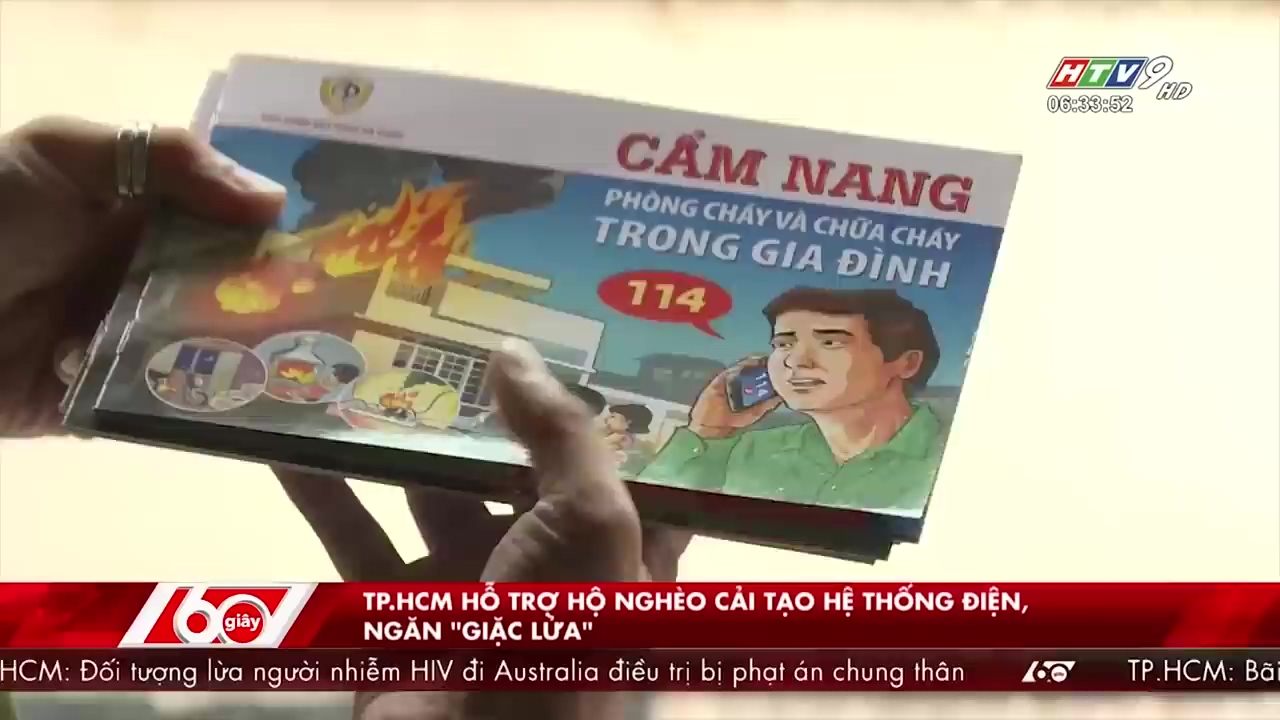 HTV9 HD
06:33:52
CẨM NANG
PHÒNG CHÁY VÀ CHỮA CHÁY
TRONG GIA ĐÌNH
114
114
60 giây
TP.HCM HỖ TRỢ HỘ NGHÈO CẢI TẠO HỆ THỐNG ĐIỆN,
NGĂN "GIẶC LỬA"
HCM: Đối tượng lừa người nhiễm HIV đi Australia điều trị bị phạt án chung thân 60 TP.HCM: Bãi